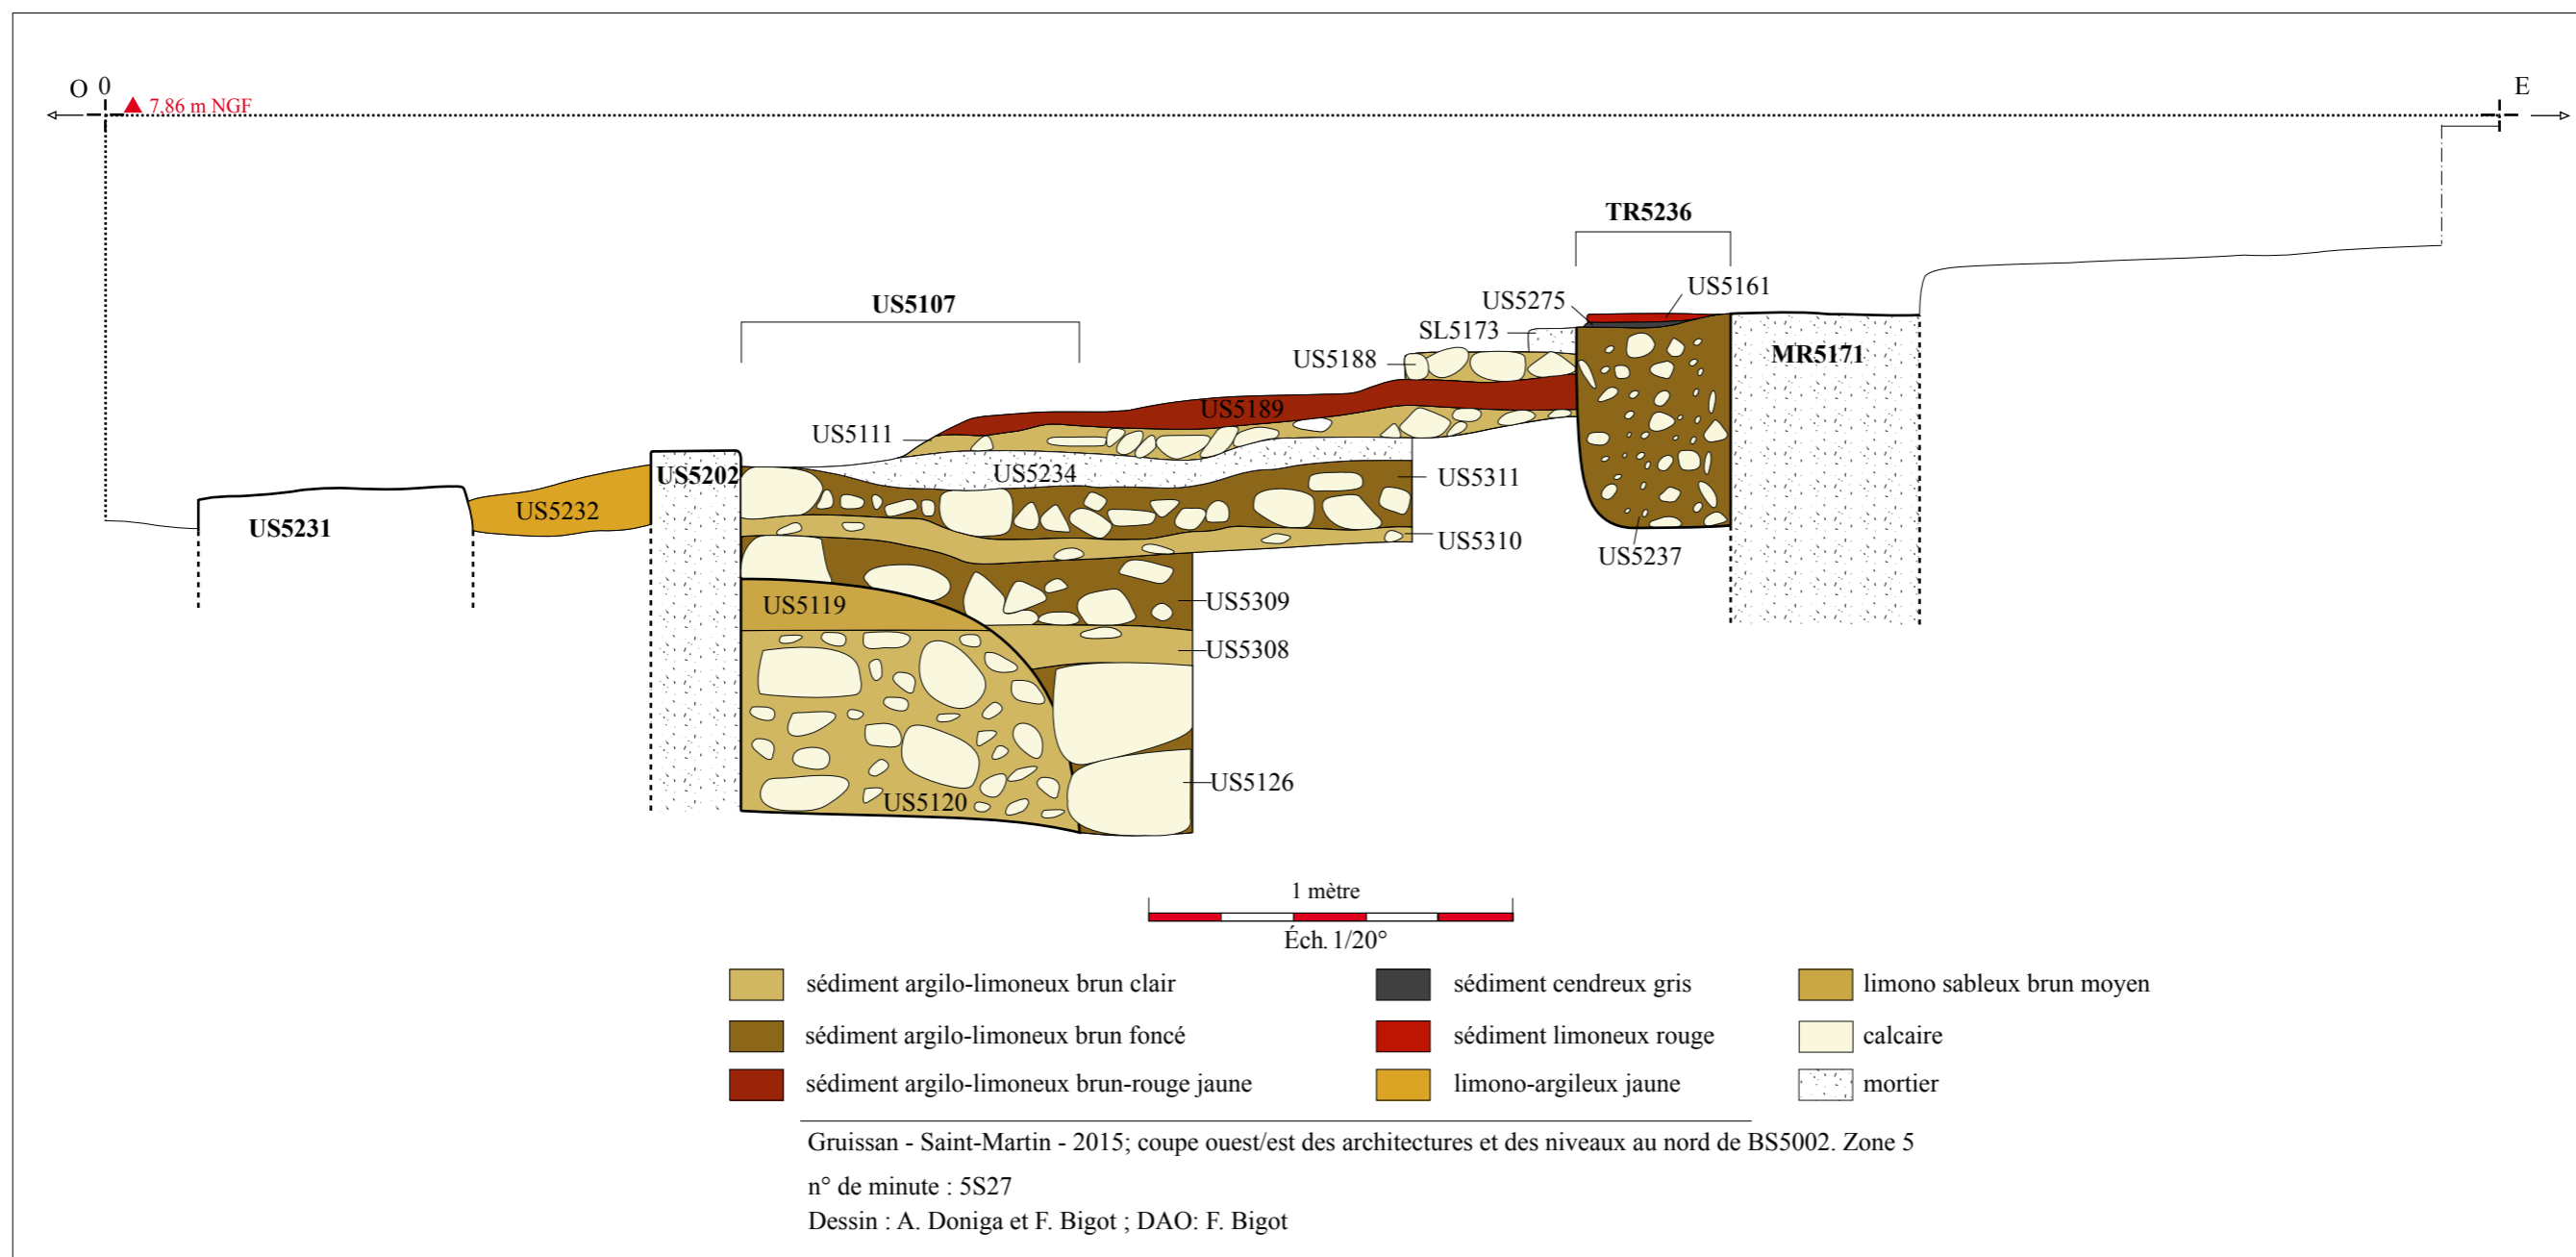 O 0 E
7,86 m NGF
TR5236
US5161
US5275
US5107
SL5173
US5188
MR5171
US5189
US5111
US5202
US5234
US5311
US5232
US5231
US5310
US5237
US5119
US5309
US5308
US5126
US5120
1 mètre
Éch. 1/20°
sédiment argilo-limoneux brun clair
sédiment cendreux gris
limono sableux brun moyen
sédiment argilo-limoneux brun foncé
sédiment limoneux rouge
calcaire
sédiment argilo-limoneux brun-rouge jaune
limono-argileux jaune
mortier
Gruissan - Saint-Martin - 2015; coupe ouest/est des architectures et des niveaux au nord de BS5002. Zone 5
n° de minute : 5S27
Dessin : A. Doniga et F. Bigot ; DAO: F. Bigot